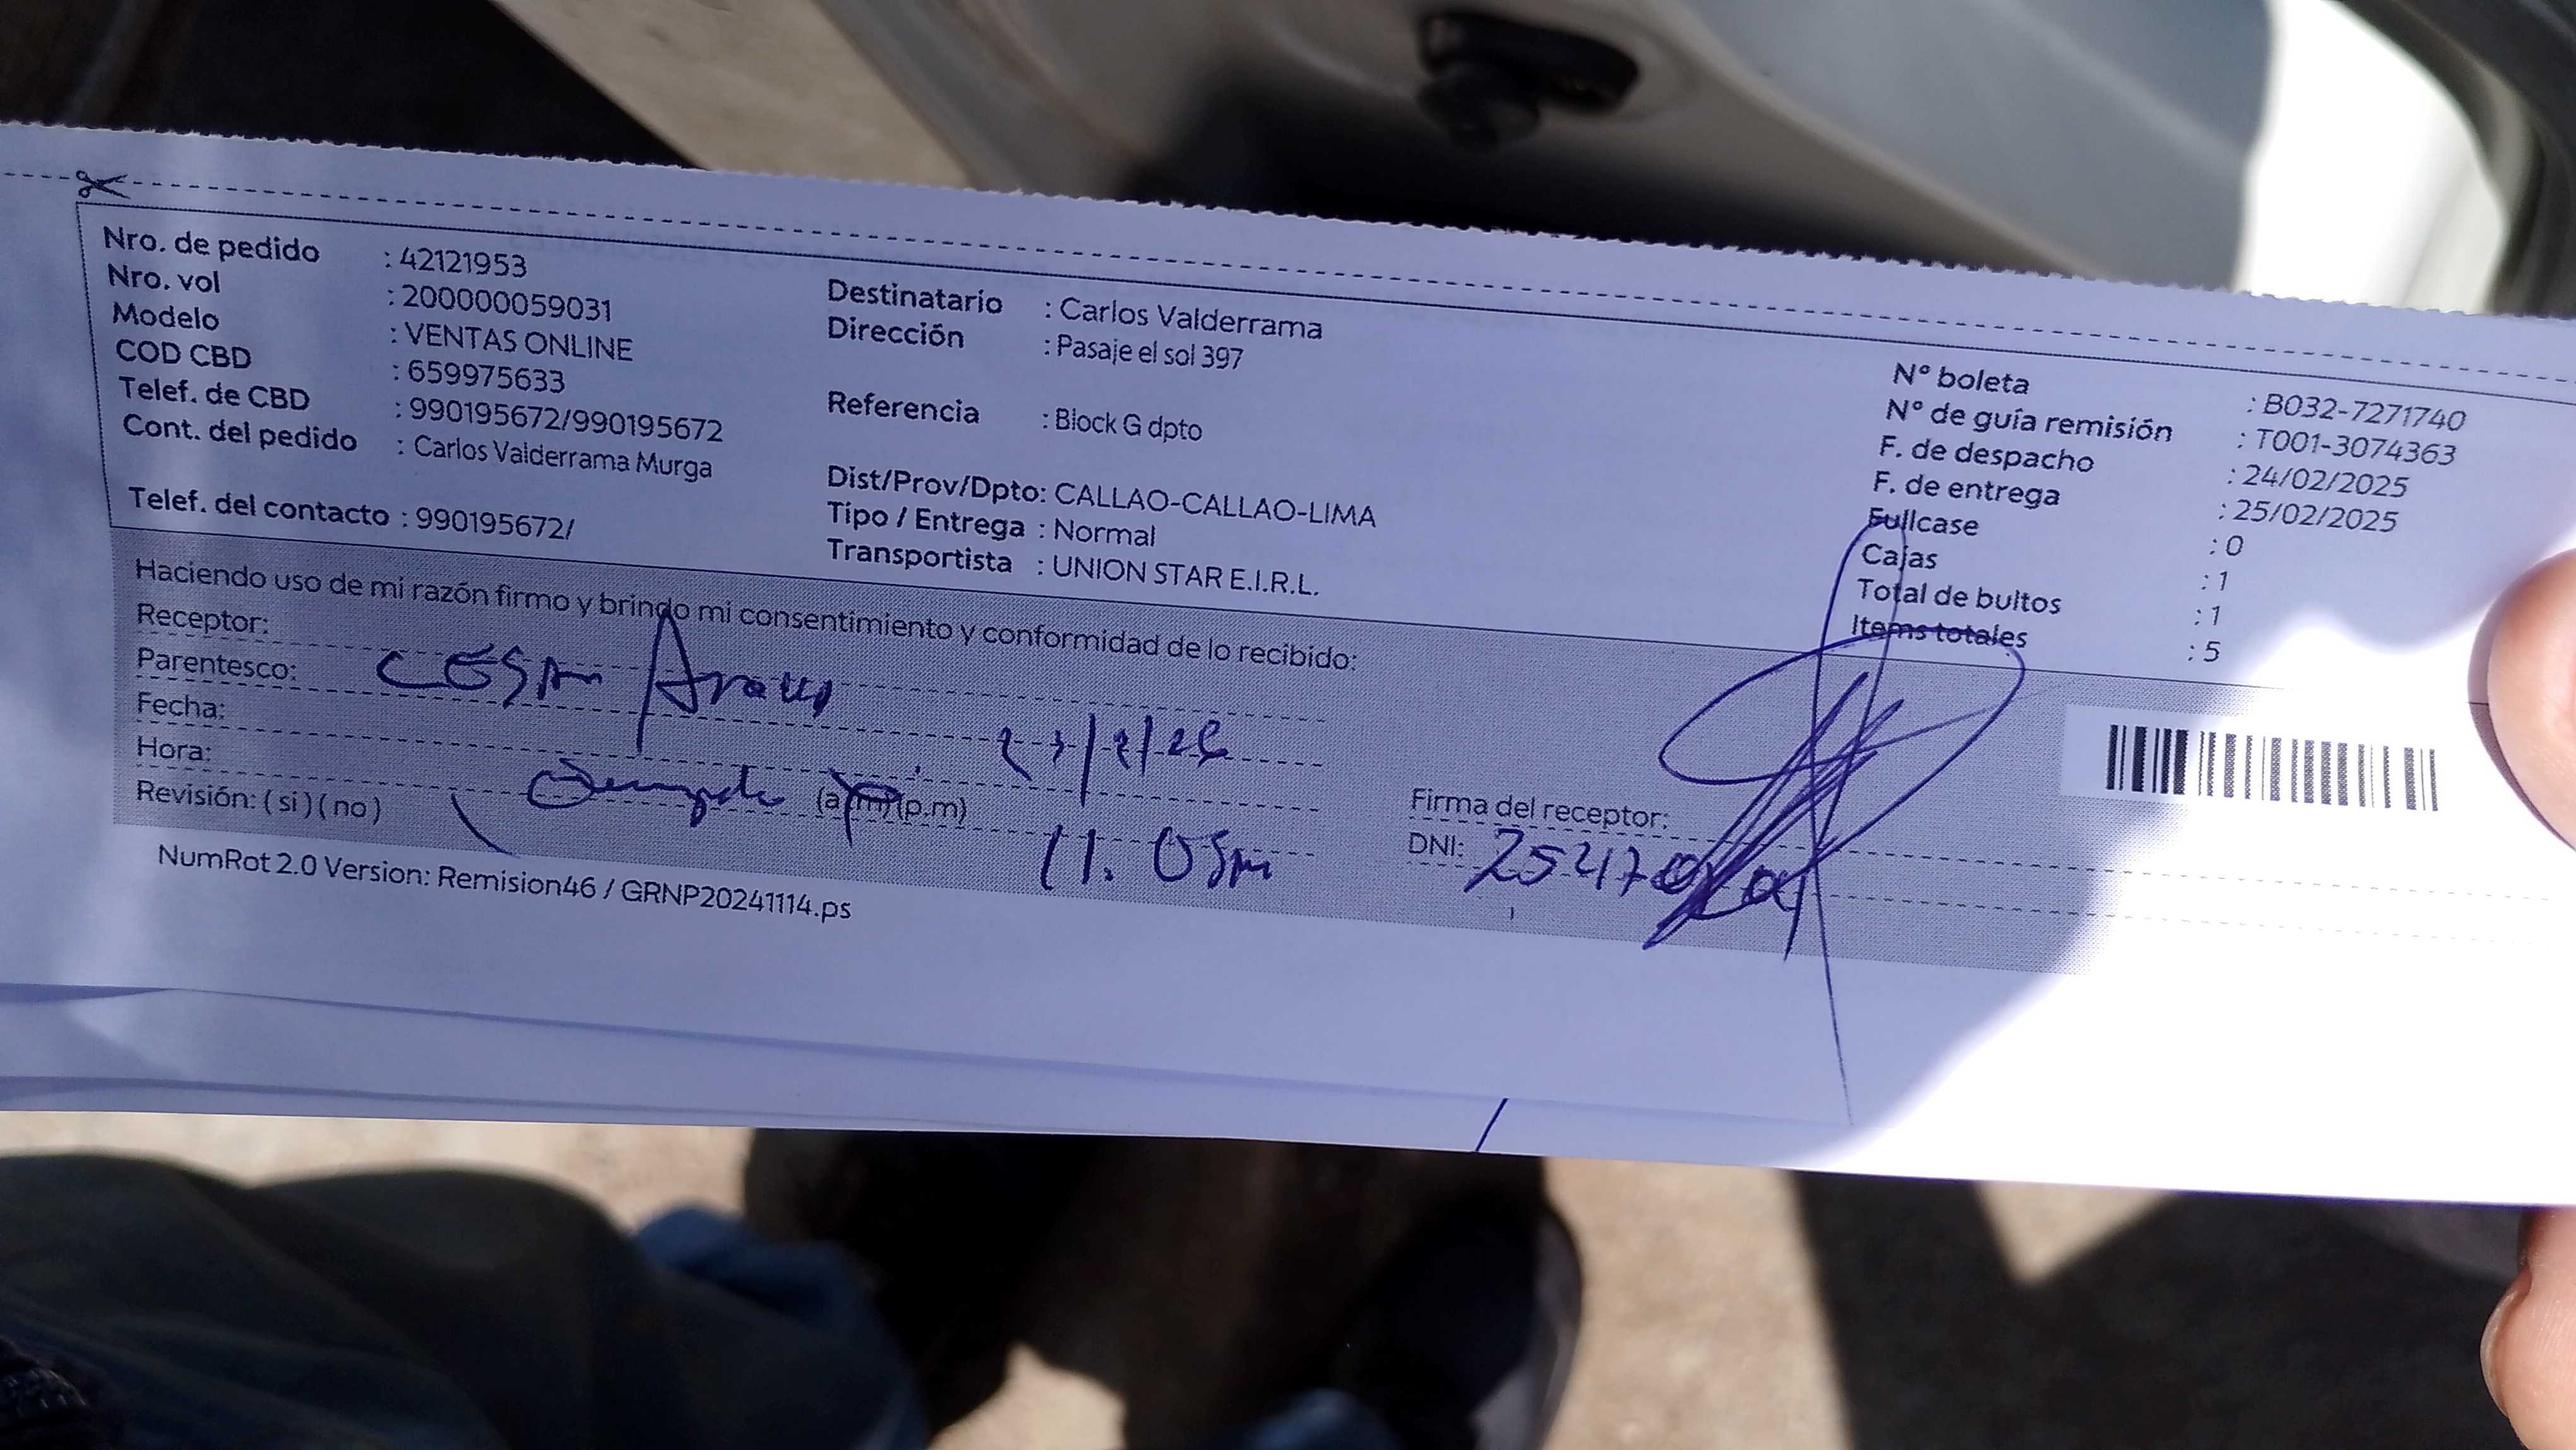 Nro. de pedido : 42121953
Nro. vol : 200000059031
Modelo : VENTAS ONLINE
COD CBD : 659975633
Telef. de CBD : 990195672/990195672
Cont. del pedido : Carlos Valderrama Murga
Telef. del contacto : 990195672/
Destinatario : Carlos Valderrama
Dirección : Pasaje el sol 397
Referencia : Block G dpto
Dist/Prov/Dpto: CALLAO-CALLAO-LIMA
Tipo / Entrega : Normal
Transportista : UNION STAR E.I.R.L.
N° boleta : B032-7271740
N° de guía remisión : T001-3074363
F. de despacho : 24/02/2025
F. de entrega : 25/02/2025
Fullcase : 0
Cajas : 1
Total de bultos : 1
Items totales : 5
Haciendo uso de mi razón firmo y brindo mi consentimiento y conformidad de lo recibido:
Receptor:
Parentesco: CESAR
Fecha:
Hora: (a.m)(p.m)
Revisión: ( si ) ( no )
11.05
Firma del receptor:
DNI:
NumRot 2.0 Version: Remision46 / GRNP20241114.ps